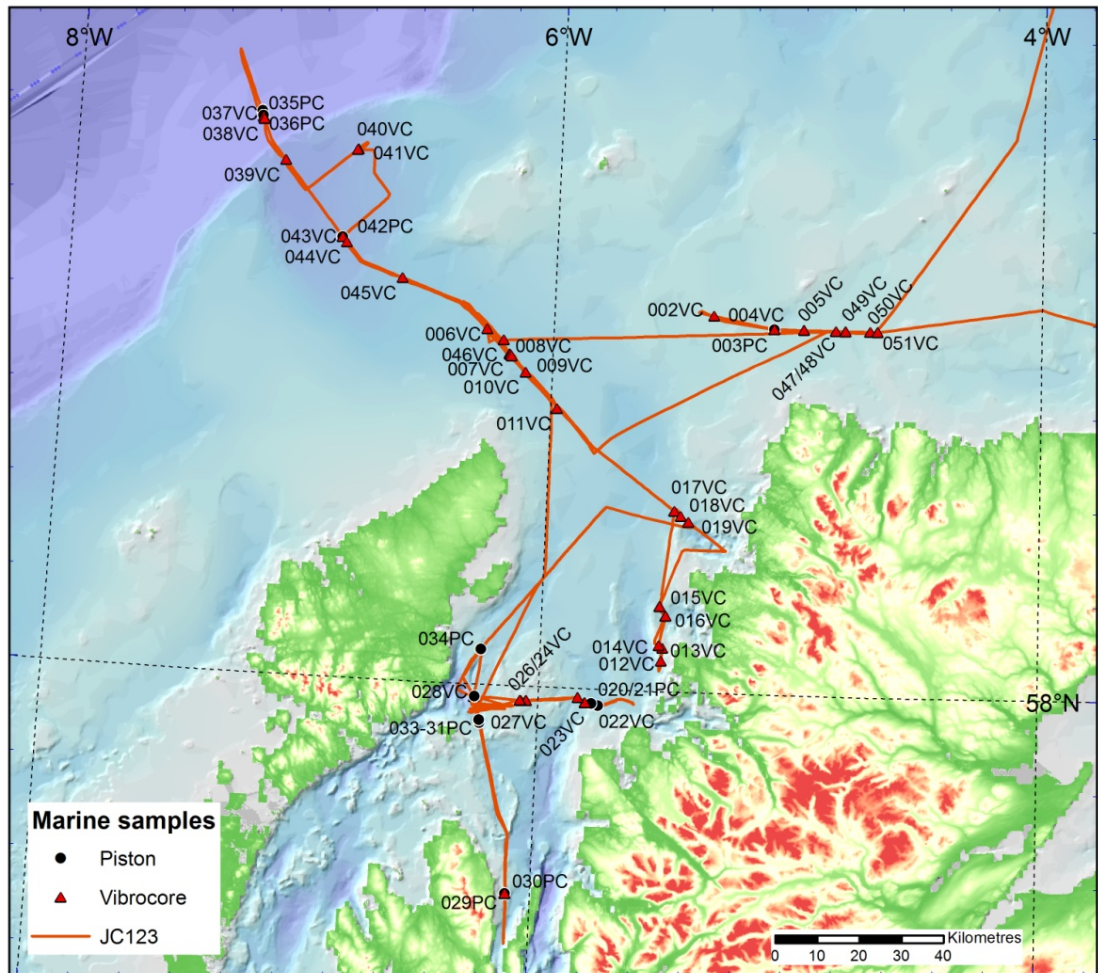 8°W
6°W
4°W
035PC
037VC
036PC
038VC
040VC
041VC
039VC
042PC
043VC
044VC
045VC
002VC
004VC
005VC
049VC
050VC
003PC
047/48VC
051VC
006VC
008VC
046VC
009VC
007VC
010VC
011VC
017VC
018VC
019VC
015VC
016VC
034PC
014VC
013VC
012VC
026/24VC
028VC
020/21PC
58°N
033-31PC
027VC
023VC
022VC
030PC
029PC
Marine samples
Piston
Vibrocore
JC123
Kilometres
0 10 20 30 40